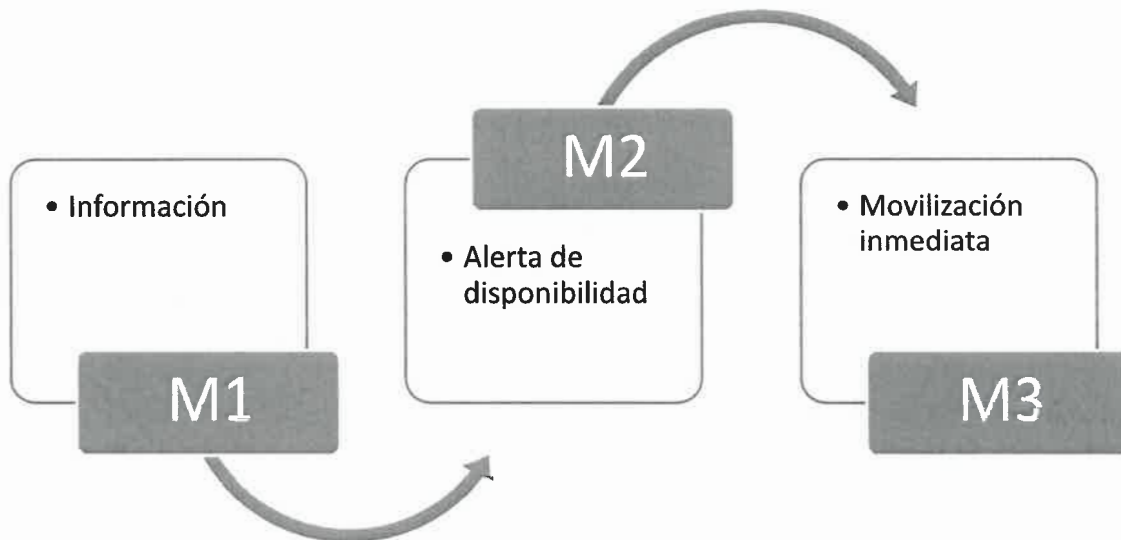 • Información
M1
M2
• Alerta de
disponibilidad
• Movilización
inmediata
M3